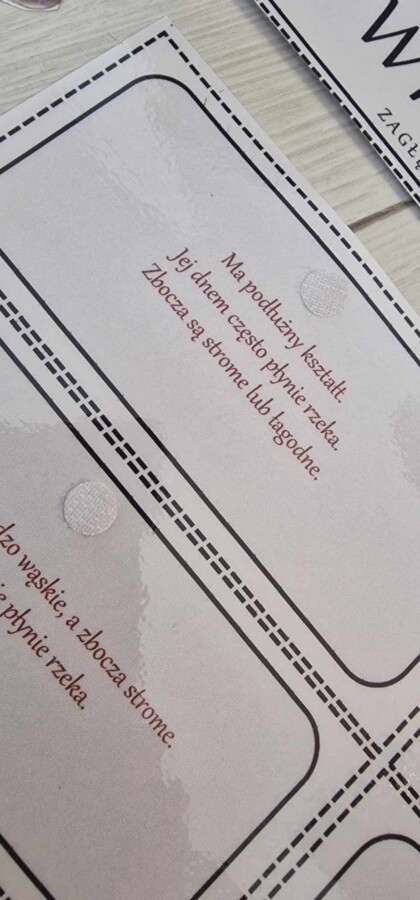 Ma podłużny kształt.
Jej dnem często płynie rzeka.
Zbocza są strome lub łagodne.
wąskie, a zbocza strome.
płynie rzeka.